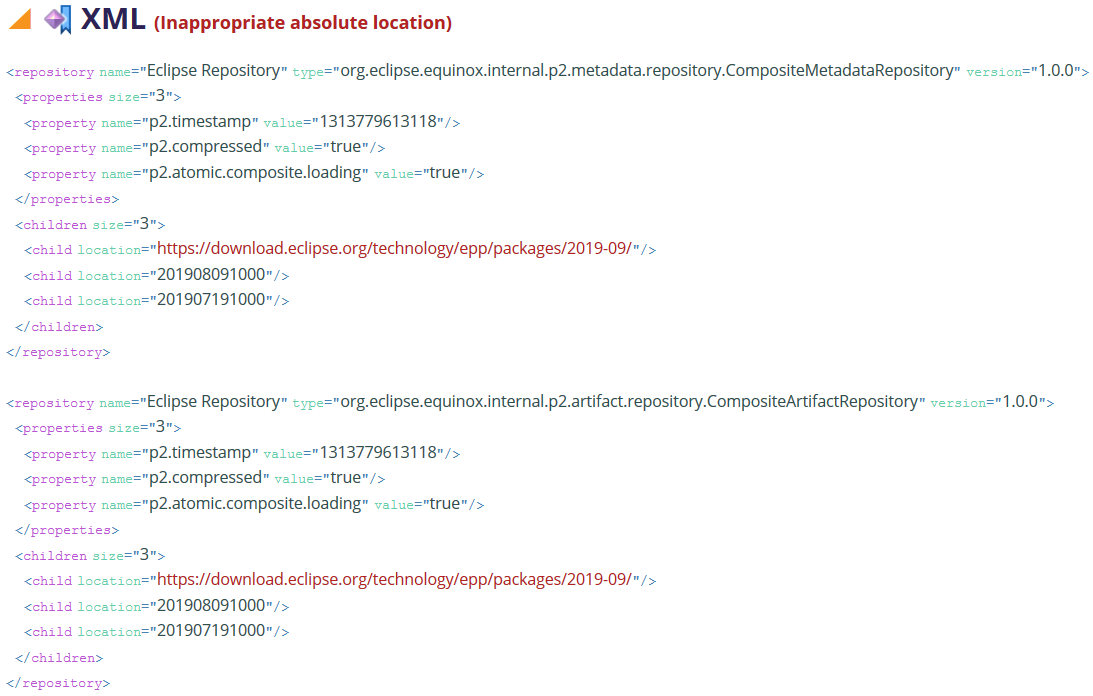 XML (Inappropriate absolute location)
<repository name="Eclipse Repository" type="org.eclipse.equinox.internal.p2.metadata.repository.CompositeMetadataRepository" version="1.0.0">
<properties size="3">
<property name="p2.timestamp" value="1313779613118"/>
<property name="p2.compressed" value="true"/>
<property name="p2.atomic.composite.loading" value="true"/>
</properties>
<children size="3">
<child location="https://download.eclipse.org/technology/epp/packages/2019-09/"/>
<child location="201908091000"/>
<child location="201907191000"/>
</children>
</repository>
<repository name="Eclipse Repository" type="org.eclipse.equinox.internal.p2.artifact.repository.CompositeArtifactRepository" version="1.0.0">
<properties size="3">
<property name="p2.timestamp" value="1313779613118"/>
<property name="p2.compressed" value="true"/>
<property name="p2.atomic.composite.loading" value="true"/>
</properties>
<children size="3">
<child location="https://download.eclipse.org/technology/epp/packages/2019-09/"/>
<child location="201908091000"/>
<child location="201907191000"/>
</children>
</repository>